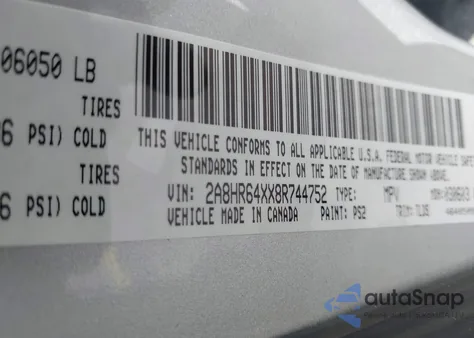 06050 LB
TIRES
PSI) COLD
THIS VEHICLE CONFORMS TO ALL APPLICABLE U.S.A. FEDERAL MOTOR VEHICLE
STANDARDS IN EFFECT ON THE DATE OF MANUFACTURE SHOWN ABOVE.
TIRES
VIN: 2A8HR64XX8R744752 TYPE: MPV
6 PSI) COLD
VEHICLE MADE IN CANADA PAINT: PS2 TRIM:
autoSnap